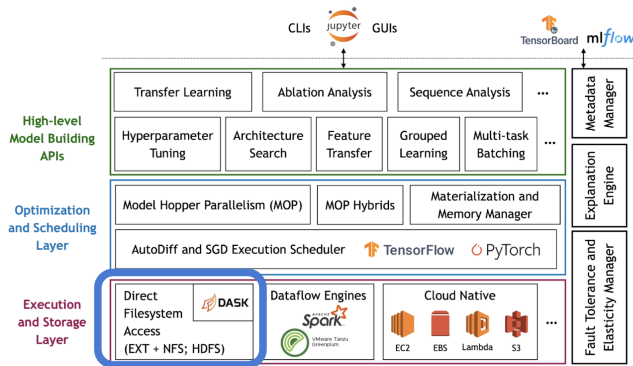 CLIs
jupyter
GUIs
TensorBoard
mlflow
High-level
Model Building
APIs
Transfer Learning
Ablation Analysis
Sequence Analysis
...
Hyperparameter
Tuning
Architecture
Search
Feature
Transfer
Grouped
Learning
Multi-task
Batching
...
Optimization
and Scheduling
Layer
Model Hopper Parallelism (MOP)
MOP Hybrids
Materialization and
Memory Manager
AutoDiff and SGD Execution Scheduler
TensorFlow
PyTorch
Execution
and Storage
Layer
Direct
Filesystem
Access
(EXT + NFS; HDFS)
DASK
Dataflow Engines
APACHE
Spark
VMware Tanzu
Greenplum
Cloud Native
EC2
EBS
Lambda
S3
...
Metadata
Manager
Explanation
Engine
Fault Tolerance and
Elasticity Manager